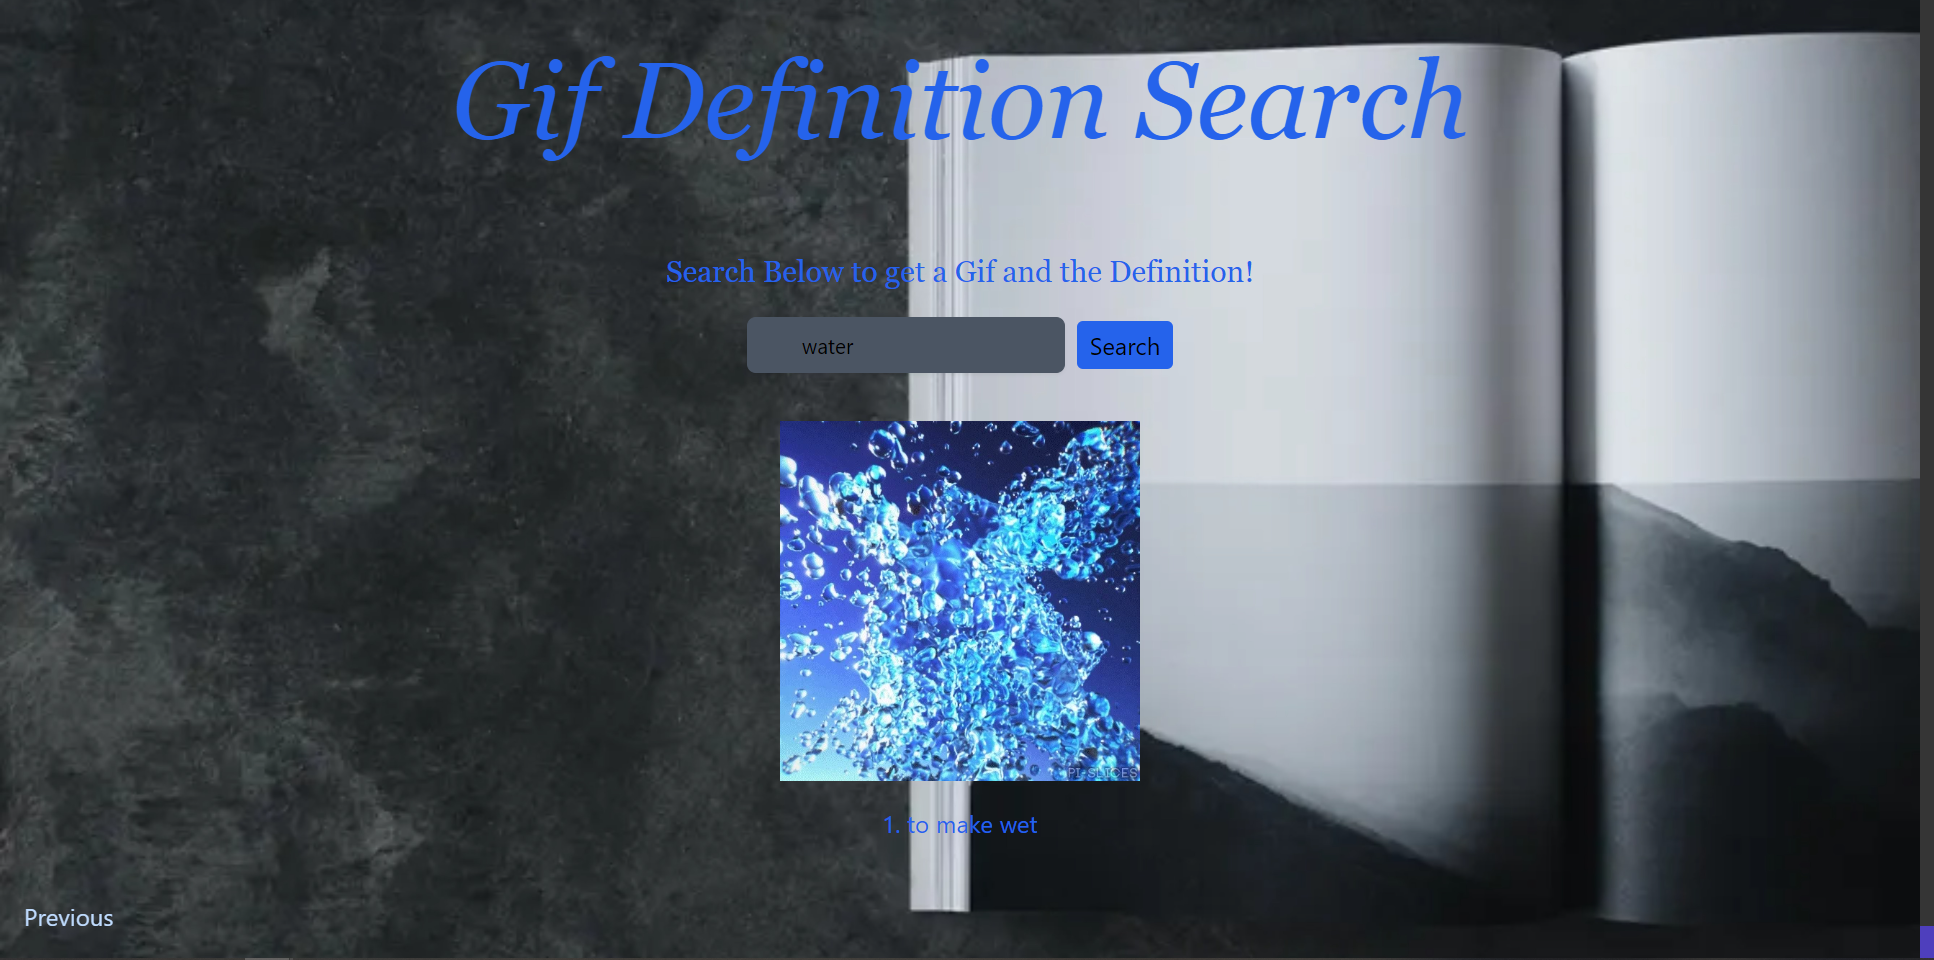 Gif Definition Search
Search Below to get a Gif and the Definition!
water
Search
PI-SLICES
1. to make wet
Previous